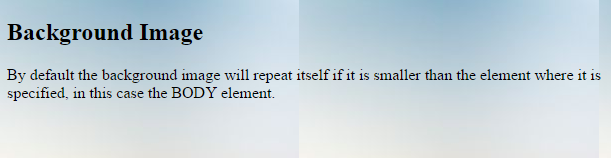 Background Image
By default the background image will repeat itself if it is smaller than the element where it is
specified, in this case the BODY element.